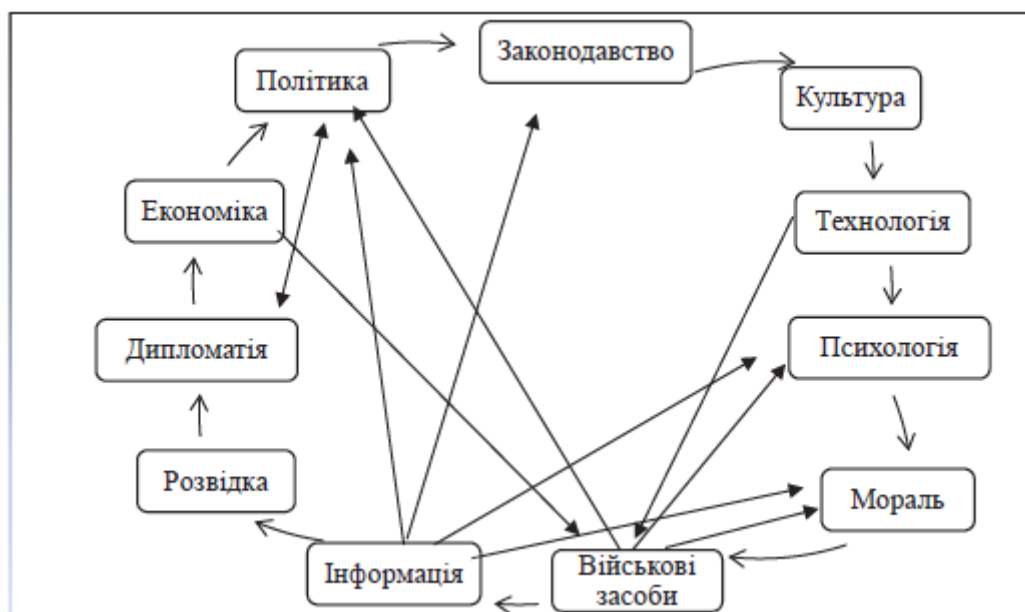 Законодавство
Політика
Культура
Економіка
Технологія
Дипломатія
Психологія
Розвідка
Мораль
Інформація
Військові
засоби